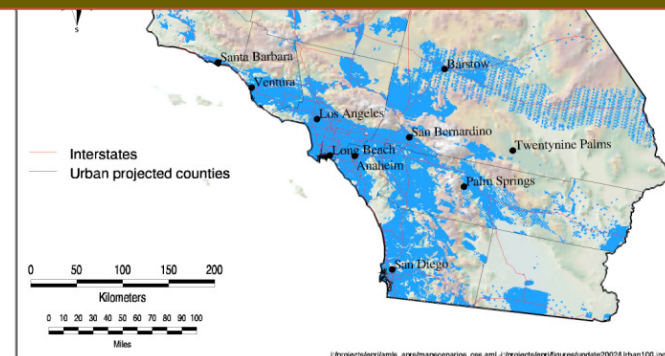 S
Santa Barbara
Barstow
Ventura
Los Angeles
San Bernardino
Interstates
Long Beach
Twentynine Palms
Anaheim
Urban projected counties
Palm Springs
San Diego
0 50 100 150 200
Kilometers
0 10 20 30 40 50 60 70 80 90 100
Miles